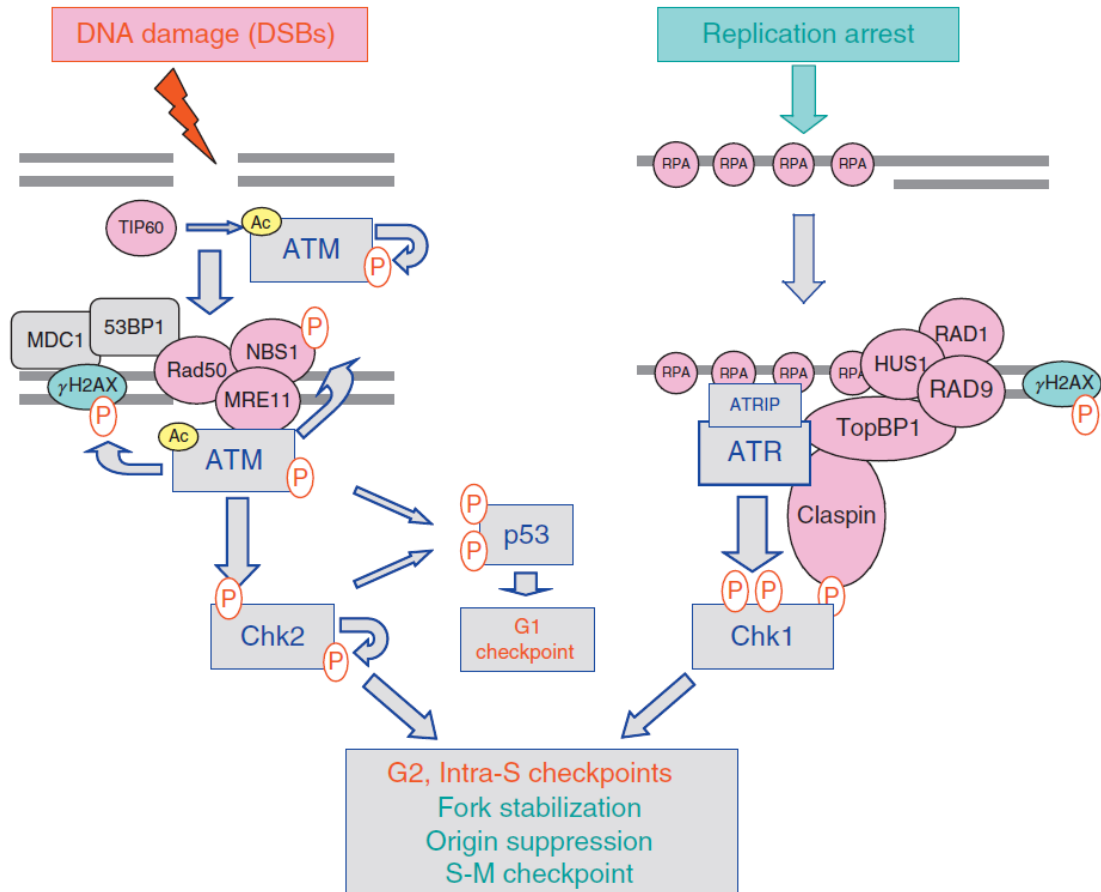 DNA damage (DSBs)
Replication arrest
RPA RPA RPA RPA
TIP60
Ac
ATM
P
MDC1
53BP1
Rad50
NBS1
P
MRE11
γH2AX
P
Ac
ATM
P
RPA RPA RPA RPA
HUS1
RAD1
RAD9
γH2AX
P
ATRIP
ATR
TopBP1
Claspin
P
P
P
p53
G1
checkpoint
P
Chk2
P
P P
Chk1
G2, Intra-S checkpoints
Fork stabilization
Origin suppression
S-M checkpoint